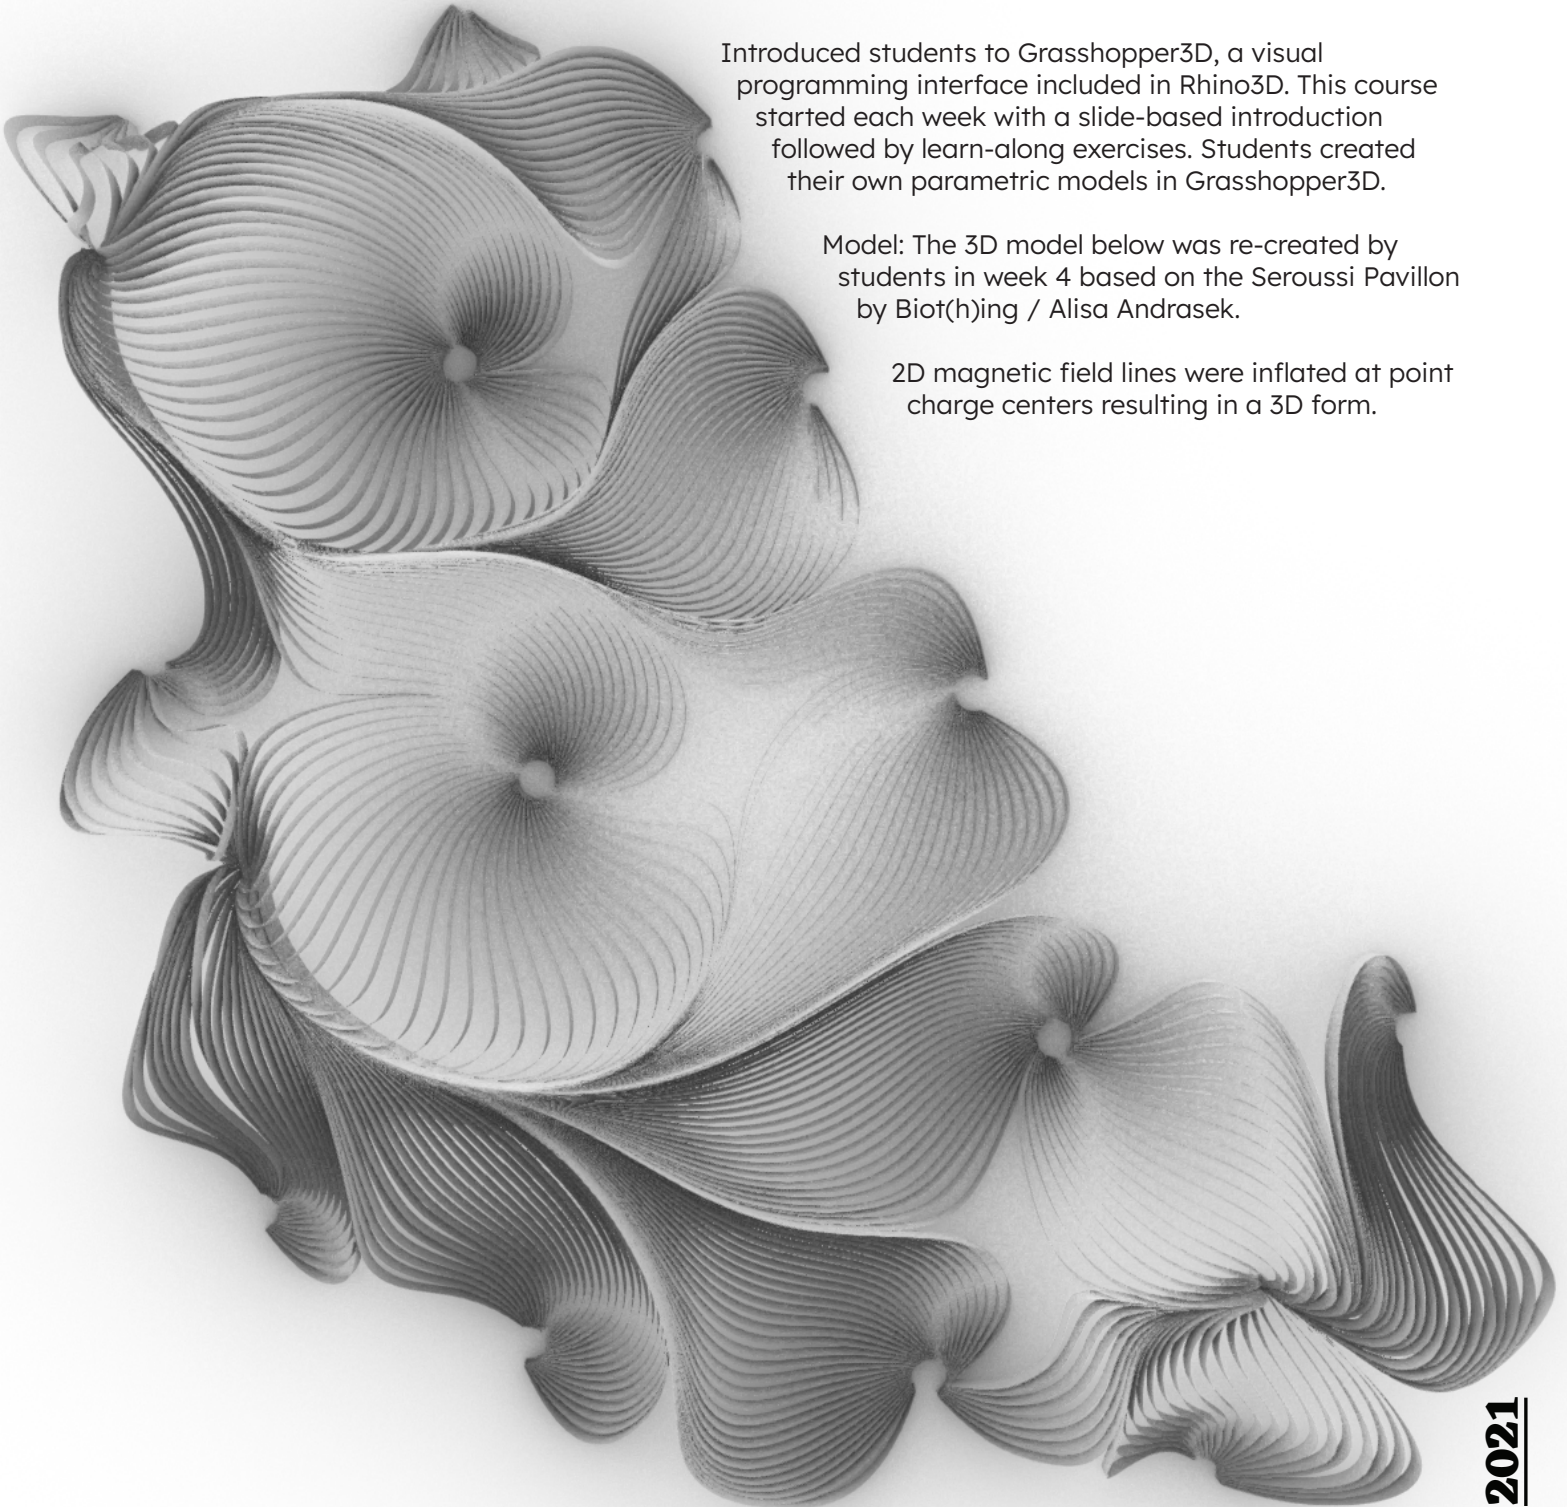 Introduced students to Grasshopper3D, a visual
programming interface included in Rhino3D. This course
started each week with a slide-based introduction
followed by learn-along exercises. Students created
their own parametric models in Grasshopper3D.
Model: The 3D model below was re-created by
students in week 4 based on the Seroussi Pavillon
by Biot(h)ing / Alisa Andrasek.
2D magnetic field lines were inflated at point
charge centers resulting in a 3D form.
2021